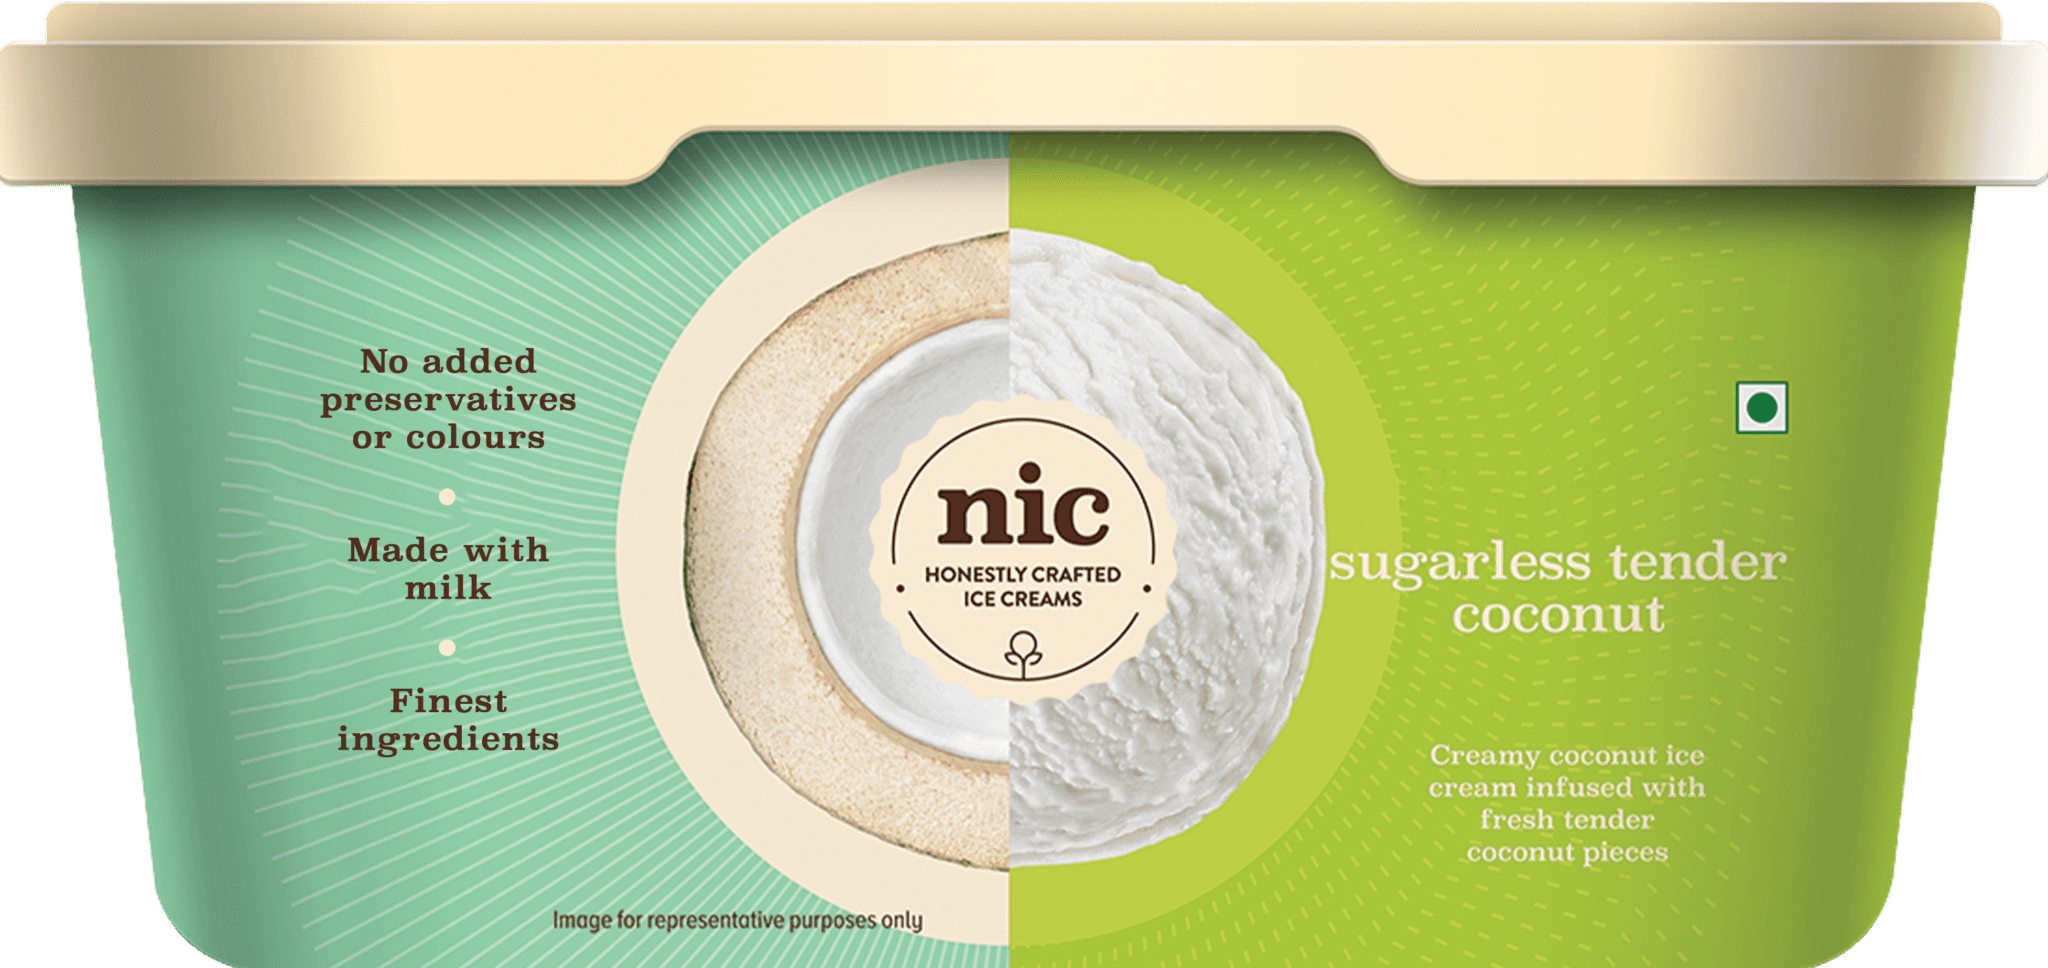 No added
preservatives
or colours
Made with
milk
Finest
ingredients
Image for representative purposes only
nic
HONESTLY CRAFTED
ICE CREAMS
sugarless tender
coconut
Creamy coconut ice
cream infused with
fresh tender
coconut pieces